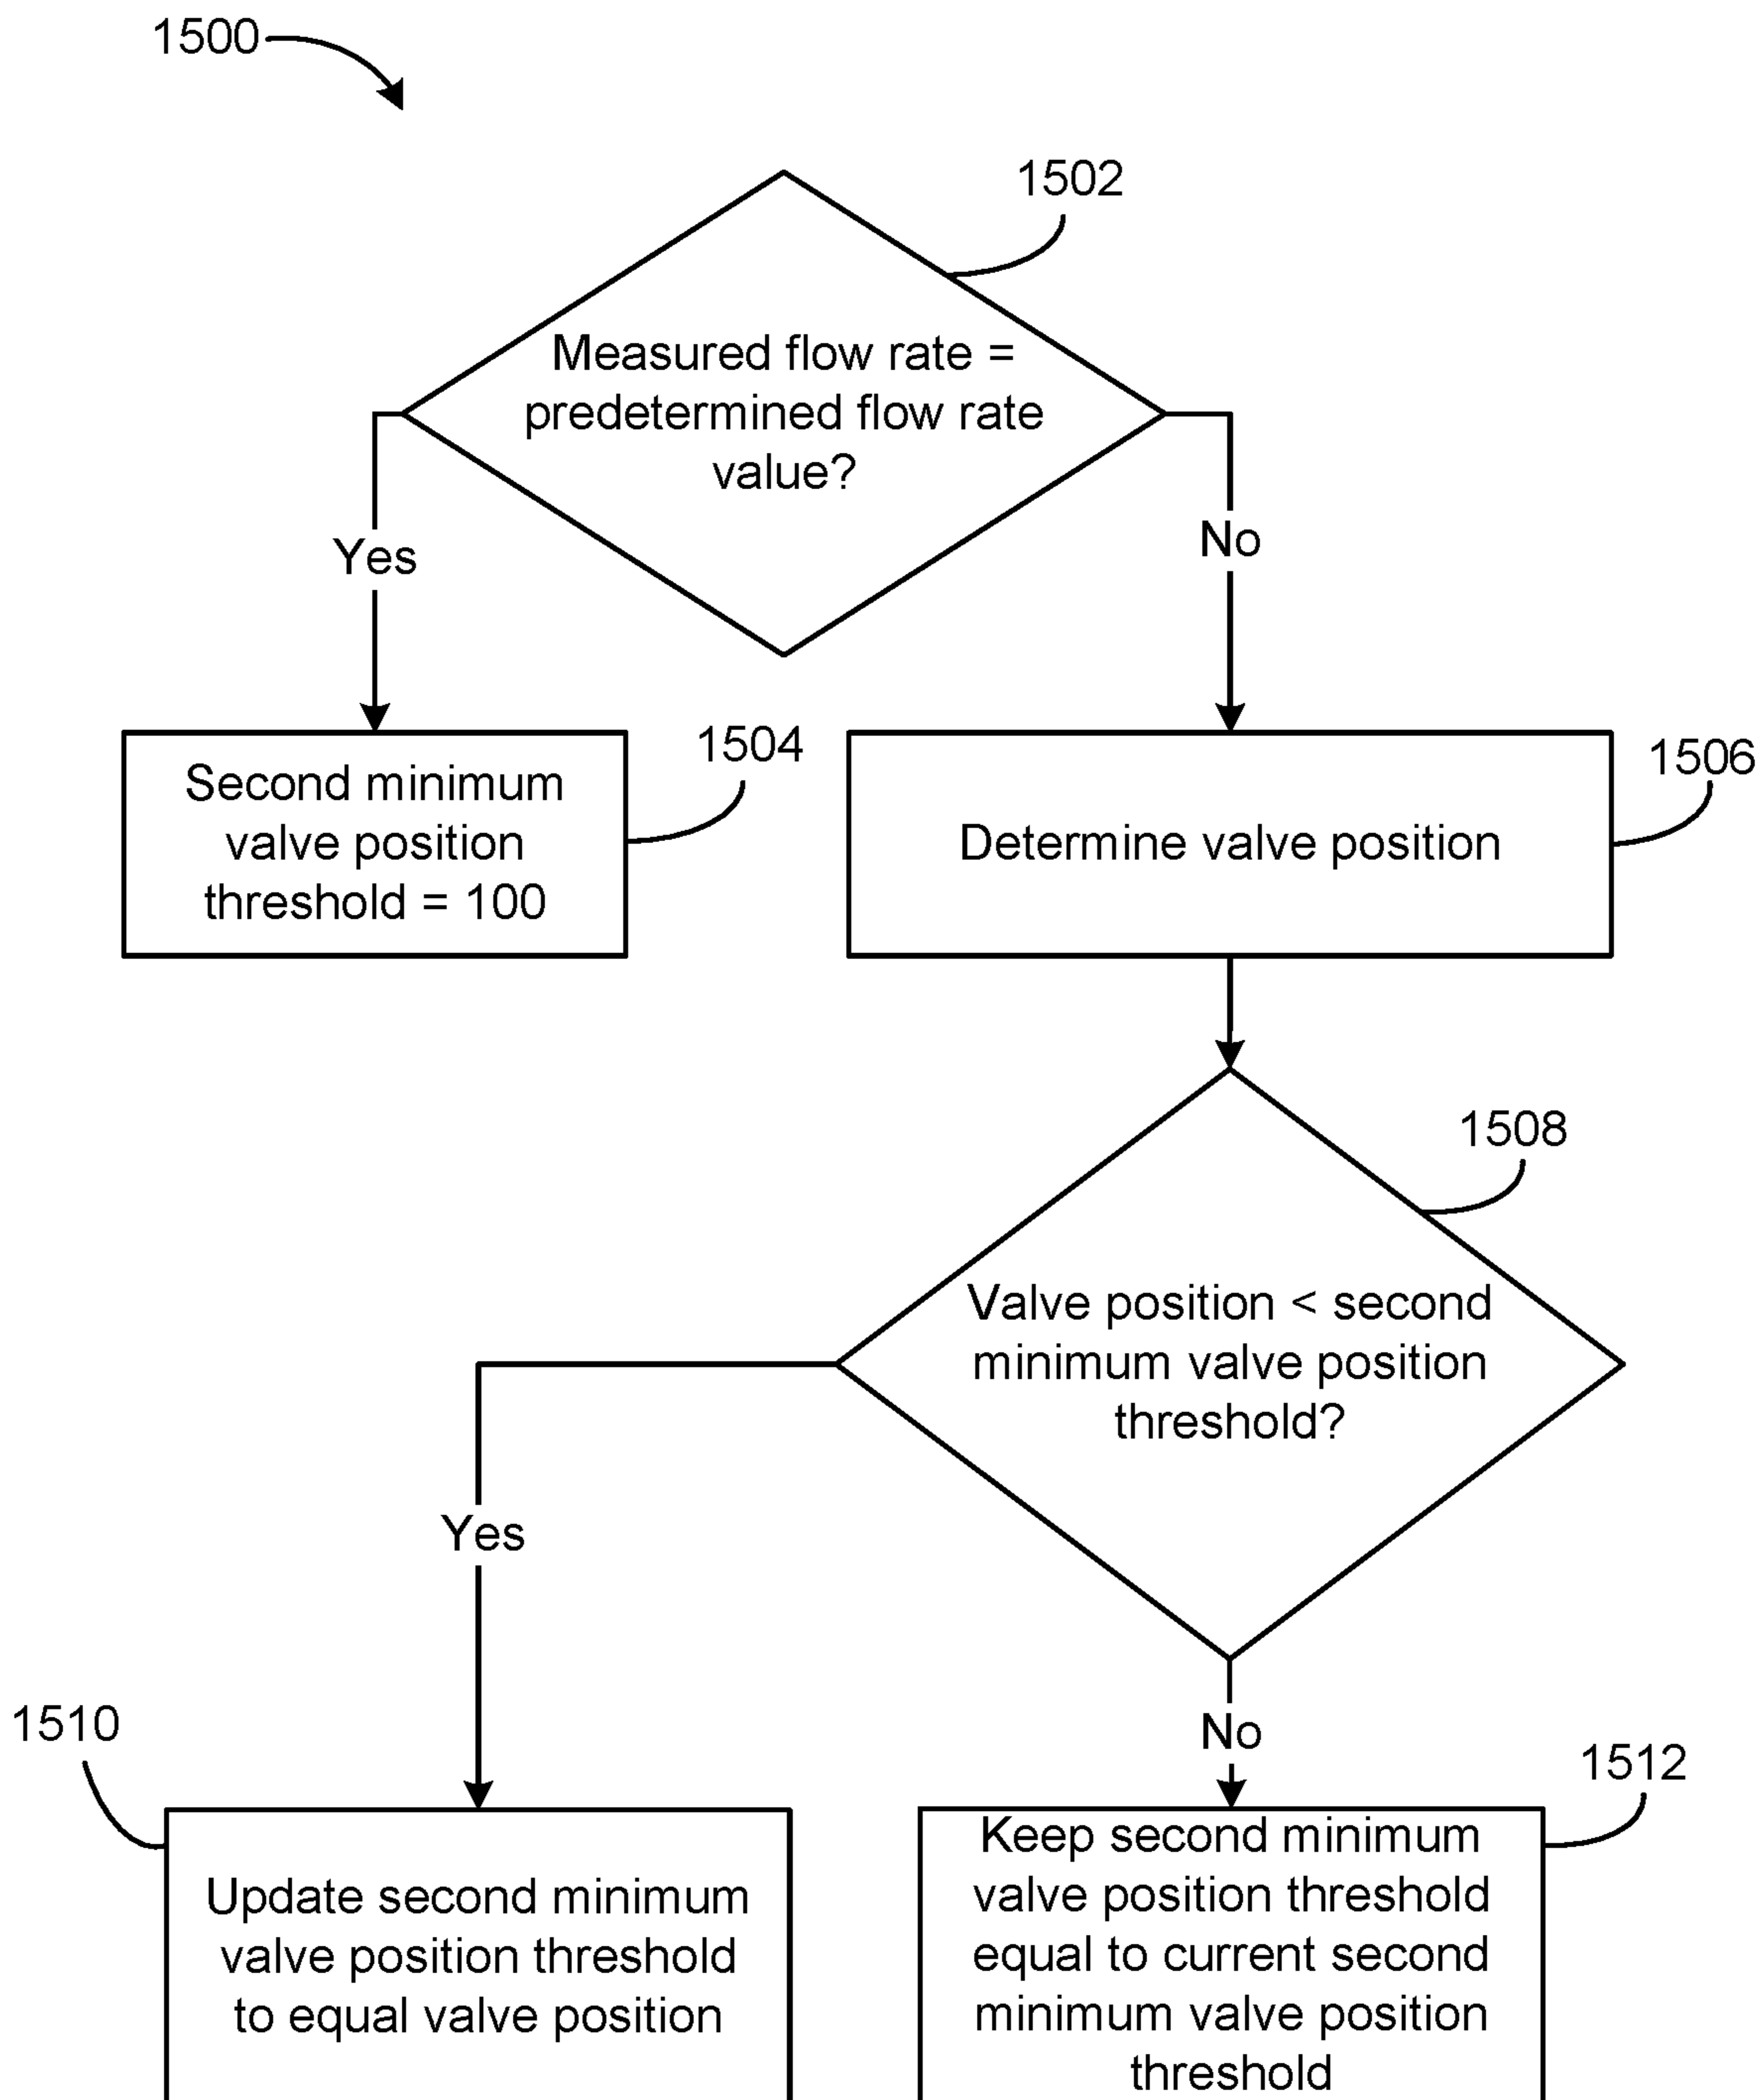 1500
1502
Measured flow rate =
predetermined flow rate
value?
Yes
No
1504
Second minimum
valve position
threshold = 100
1506
Determine valve position
1508
Valve position < second
minimum valve position
threshold?
Yes
No
1510
Update second minimum
valve position threshold
to equal valve position
1512
Keep second minimum
valve position threshold
equal to current second
minimum valve position
threshold